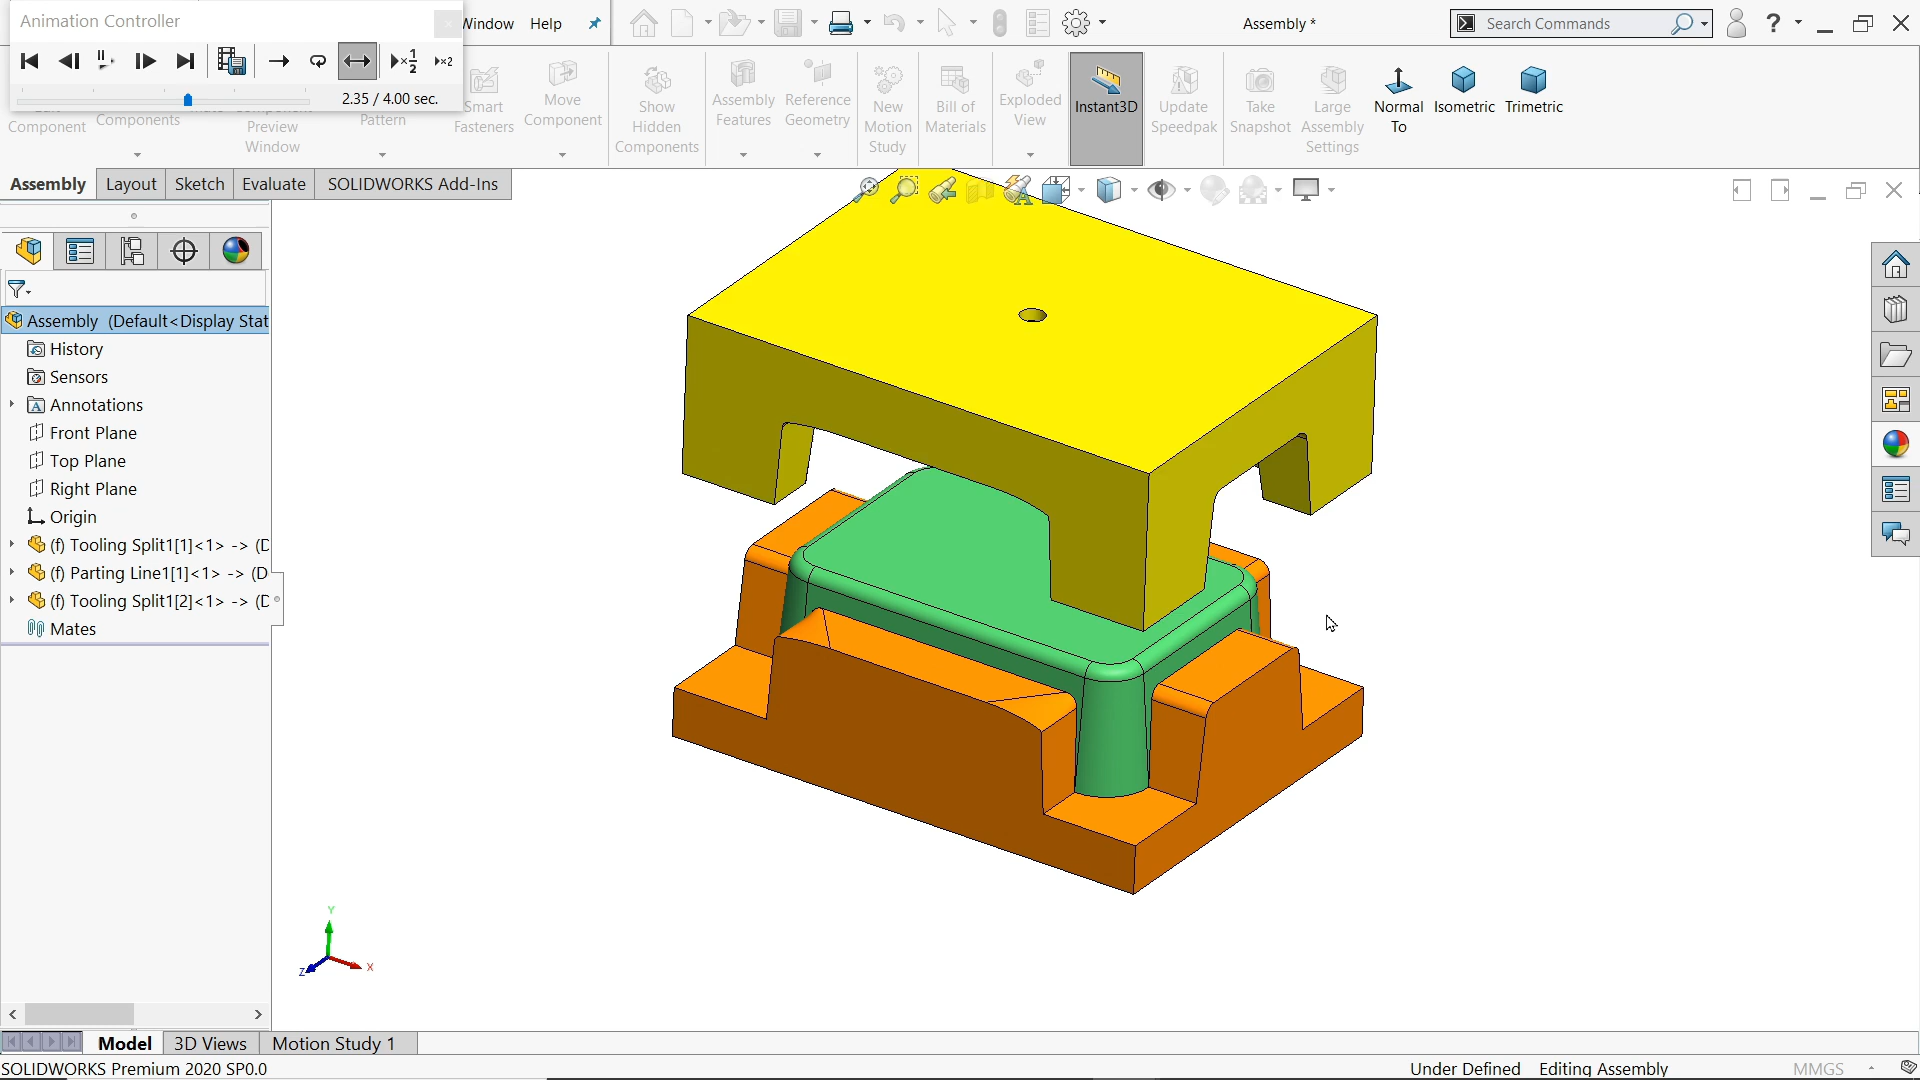 Animation Controller
Window Help
Assembly *
Search Commands
?
1/2
×2
2.35 / 4.00 sec.
Component
Components
Preview
Window
Pattern
Smart
Fasteners
Move
Component
Show
Hidden
Components
Assembly
Features
Reference
Geometry
New
Motion
Study
Bill of
Materials
Exploded
View
Instant3D
Update
Speedpak
Take
Snapshot
Large
Assembly
Settings
Normal
To
Isometric
Trimetric
Assembly Layout Sketch Evaluate SOLIDWORKS Add-Ins
Assembly (Default<Display Stat
History
Sensors
Annotations
Front Plane
Top Plane
Right Plane
Origin
(f) Tooling Split1[1]<1> -> (D
(f) Parting Line1[1]<1> -> (D
(f) Tooling Split1[2]<1> -> (D
Mates
Y
Z
X
Model 3D Views Motion Study 1
SOLIDWORKS Premium 2020 SP0.0
Under Defined Editing Assembly MMGS